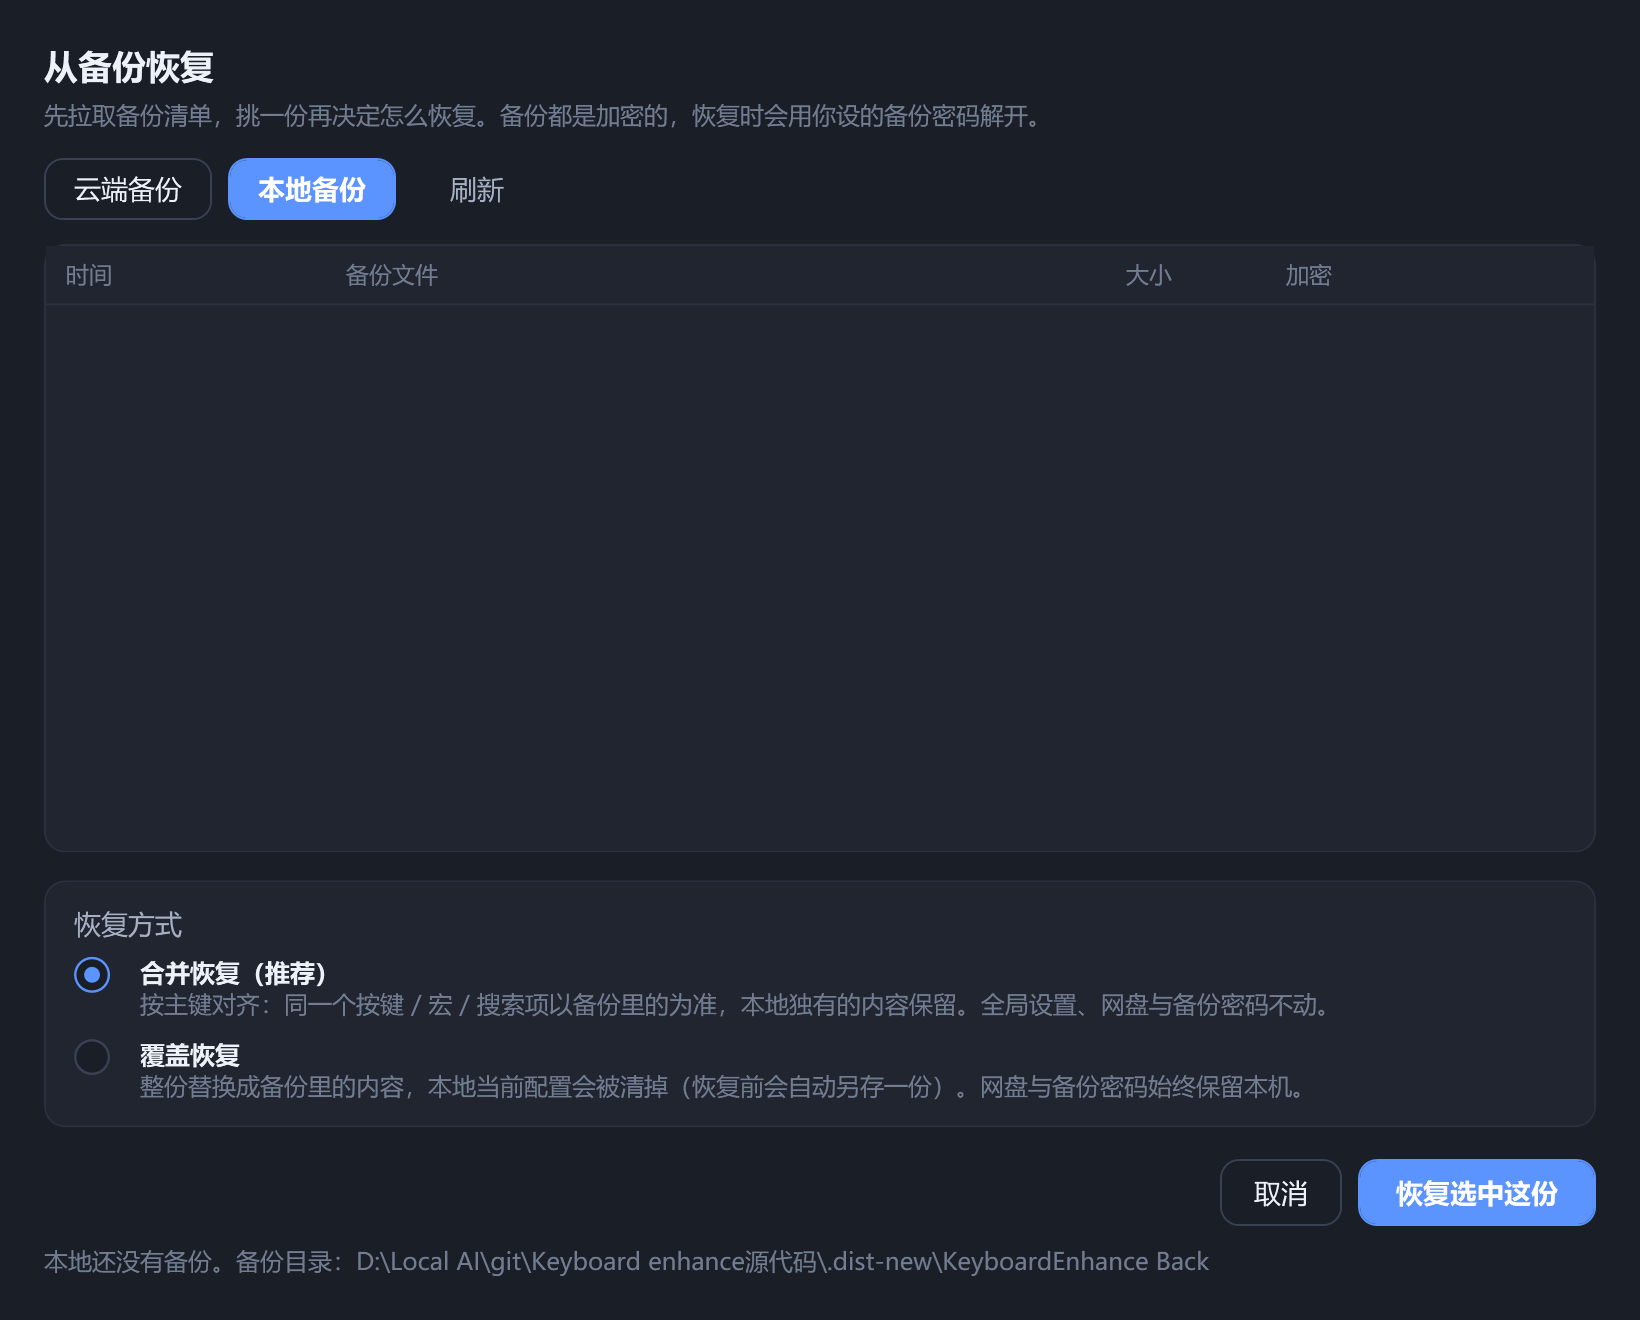 从备份恢复
先拉取备份清单，挑一份再决定怎么恢复。备份都是加密的，恢复时会用你设的备份密码解开。
云端备份 本地备份 刷新
时间 备份文件 大小 加密
恢复方式
合并恢复（推荐）
按主键对齐：同一个按键 / 宏 / 搜索项以备份里的为准，本地独有的内容保留。全局设置、网盘与备份密码不动。
覆盖恢复
整份替换成备份里的内容，本地当前配置会被清掉（恢复前会自动另存一份）。网盘与备份密码始终保留本机。
取消 恢复选中这份
本地还没有备份。备份目录：D:\Local AI\git\Keyboard enhance源代码\.dist-new\KeyboardEnhance Back